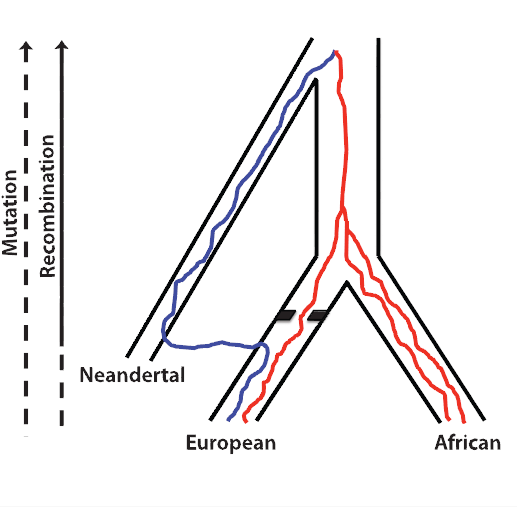 Mutation
Recombination
Neandertal
European
African